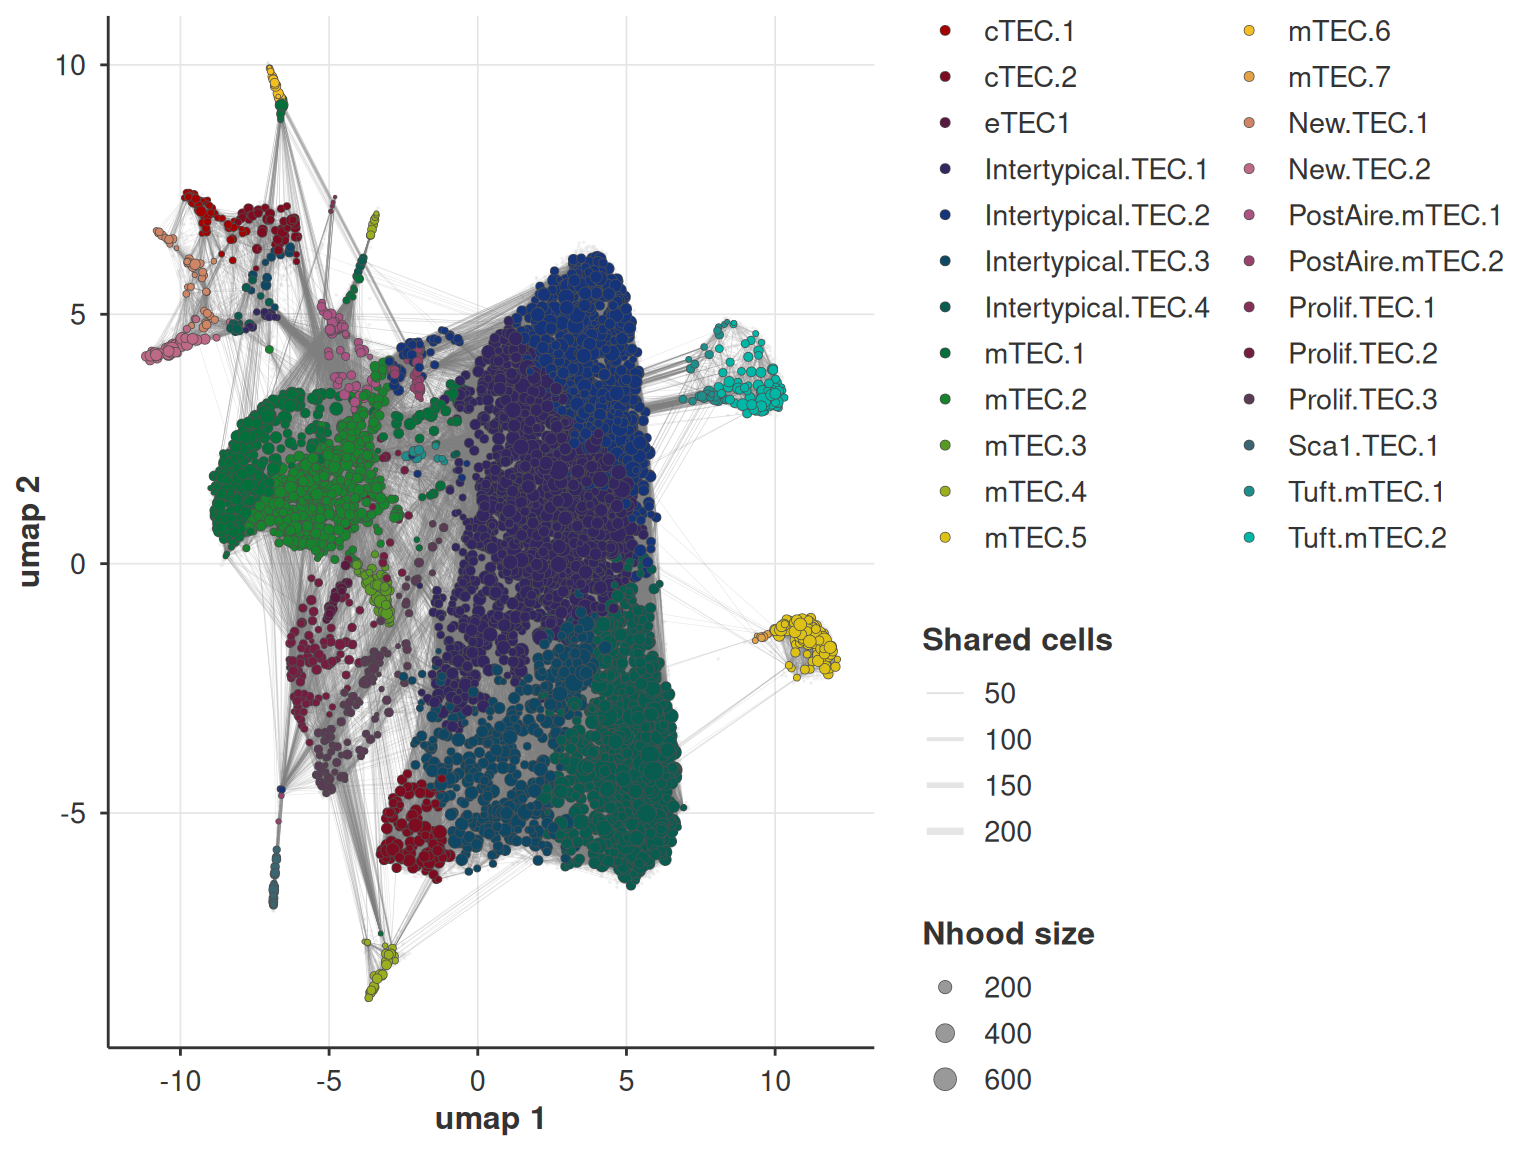 10
5
0
-5
umap 2
-10
-5
0
5
10
umap 1
cTEC.1
cTEC.2
eTEC1
Intertypical.TEC.1
Intertypical.TEC.2
Intertypical.TEC.3
Intertypical.TEC.4
mTEC.1
mTEC.2
mTEC.3
mTEC.4
mTEC.5
mTEC.6
mTEC.7
New.TEC.1
New.TEC.2
PostAire.mTEC.1
PostAire.mTEC.2
Prolif.TEC.1
Prolif.TEC.2
Prolif.TEC.3
Sca1.TEC.1
Tuft.mTEC.1
Tuft.mTEC.2
Shared cells
50
100
150
200
Nhood size
200
400
600